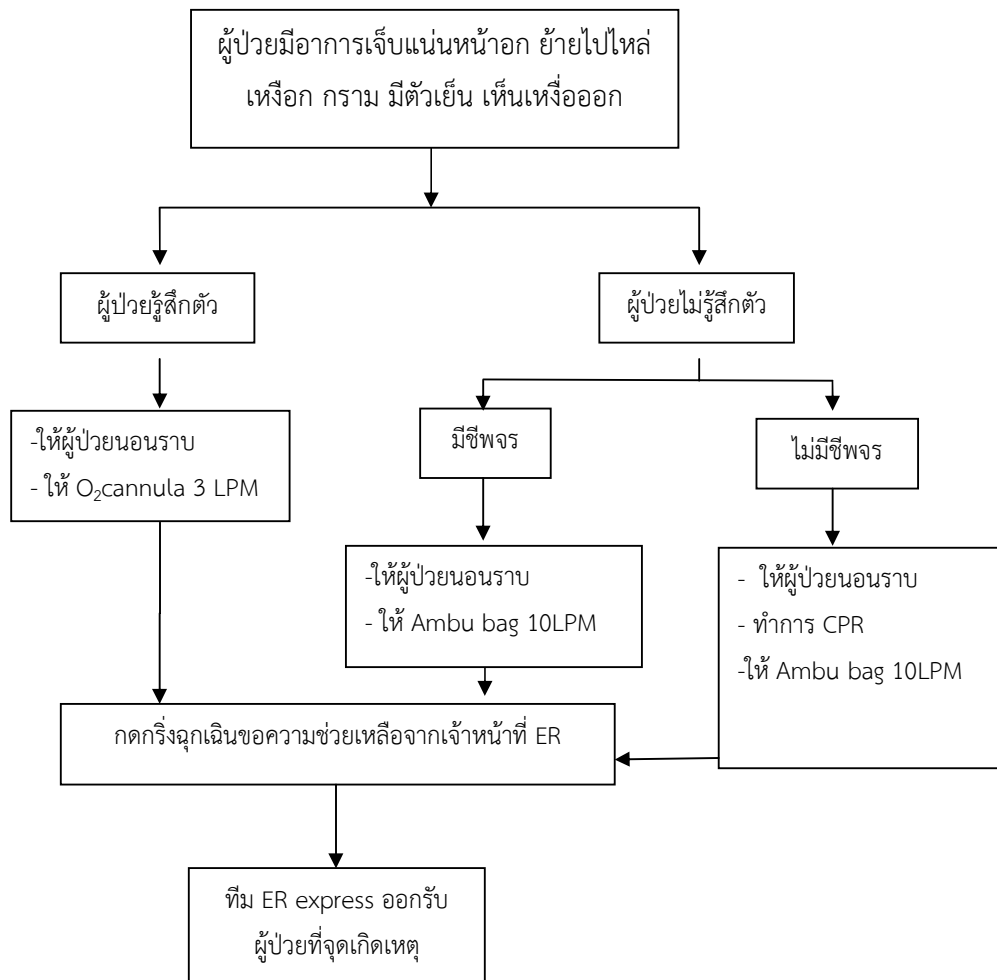 ผู้ป่วยมีอาการเจ็บแน่นหน้าอก ย้ายไปไหล่
เหงือก กราม มีตัวเย็น เห็นเหงื่อออก
ผู้ป่วยรู้สึกตัว
ผู้ป่วยไม่รู้สึกตัว
-ให้ผู้ป่วยนอนราบ
- ให้ O₂cannula 3 LPM
มีชีพจร
ไม่มีชีพจร
-ให้ผู้ป่วยนอนราบ
- ให้ Ambu bag 10LPM
- ให้ผู้ป่วยนอนราบ
- ทำการ CPR
-ให้ Ambu bag 10LPM
กดกริ่งฉุกเฉินขอความช่วยเหลือจากเจ้าหน้าที่ ER
ทีม ER express ออกรับ
ผู้ป่วยที่จุดเกิดเหตุ